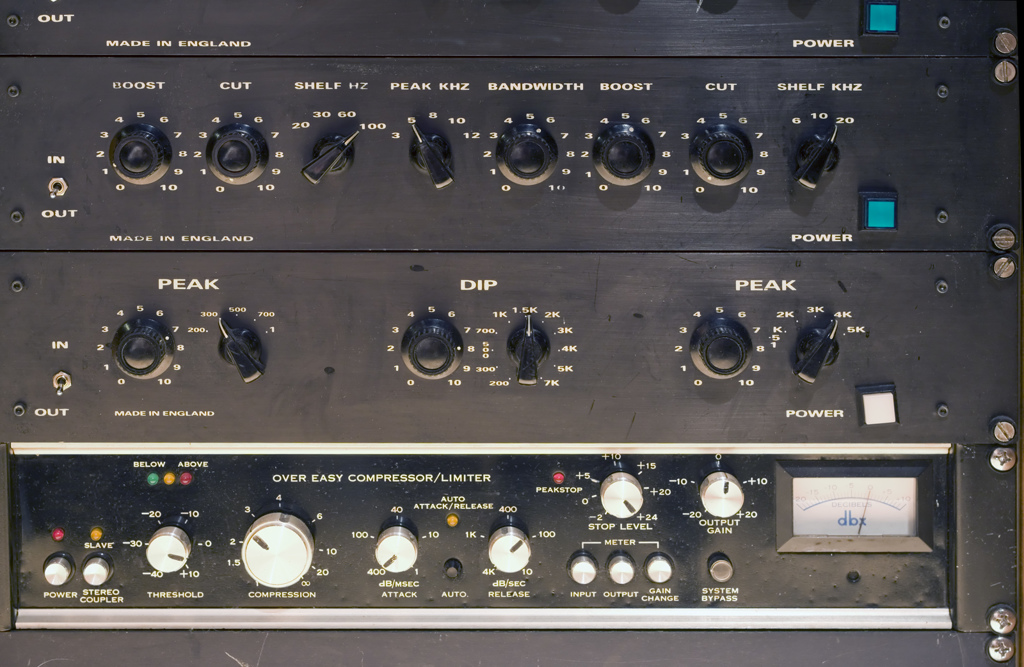 OUT
MADE IN ENGLAND POWER
BOOST CUT SHELF HZ PEAK KHZ BANDWIDTH BOOST CUT SHELF KHZ
0 1 2 3 4 5 6 7 8 9 10
0 1 2 3 4 5 6 7 8 9 10
20 30 60 100
3 5 8 10 12
0 1 2 3 4 5 6 7 8 9 10
0 1 2 3 4 5 6 7 8 9 10
0 1 2 3 4 5 6 7 8 9 10
6 10 20
IN
OUT
MADE IN ENGLAND POWER
PEAK DIP PEAK
0 1 2 3 4 5 6 7 8 9 10
200. 300 500 700 .1
0 1 2 3 4 5 6 7 8 9 10
200 300 500 700. 1K 1.5K 2K .3K .4K .5K 7K
0 1 2 3 4 5 6 7 8 9 10
K. 2K 3K 4K .5K
IN
OUT
MADE IN ENGLAND POWER
BELOW ABOVE
OVER EASY COMPRESSOR/LIMITER
PEAKSTOP
SLAVE
POWER
STEREO
COUPLER
-40 -30 -20 -0 +10
THRESHOLD
1 1.5 2 3 4 6 10 20 ∞
COMPRESSION
400 100 40 10 1
dB/MSEC
ATTACK
AUTO
ATTACK/RELEASE
AUTO
4K 1K 400 100 10
dB/SEC
RELEASE
-2 0 +5 +10 +15 +20 +24
STOP LEVEL
-20 -10 0 +10 +20
OUTPUT
GAIN
METER
INPUT OUTPUT GAIN
CHANGE
SYSTEM
BYPASS
DECIBELS
dbx